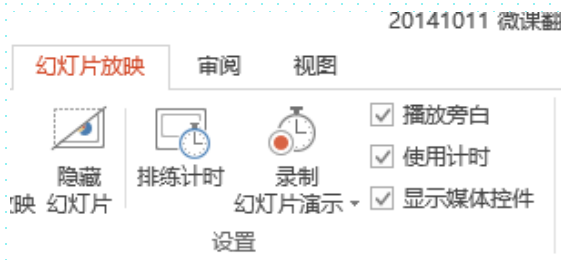 20141011 微课翻
幻灯片放映 审阅 视图
隐藏
幻灯片
排练计时
录制
幻灯片演示
播放旁白
使用计时
显示媒体控件
映
设置